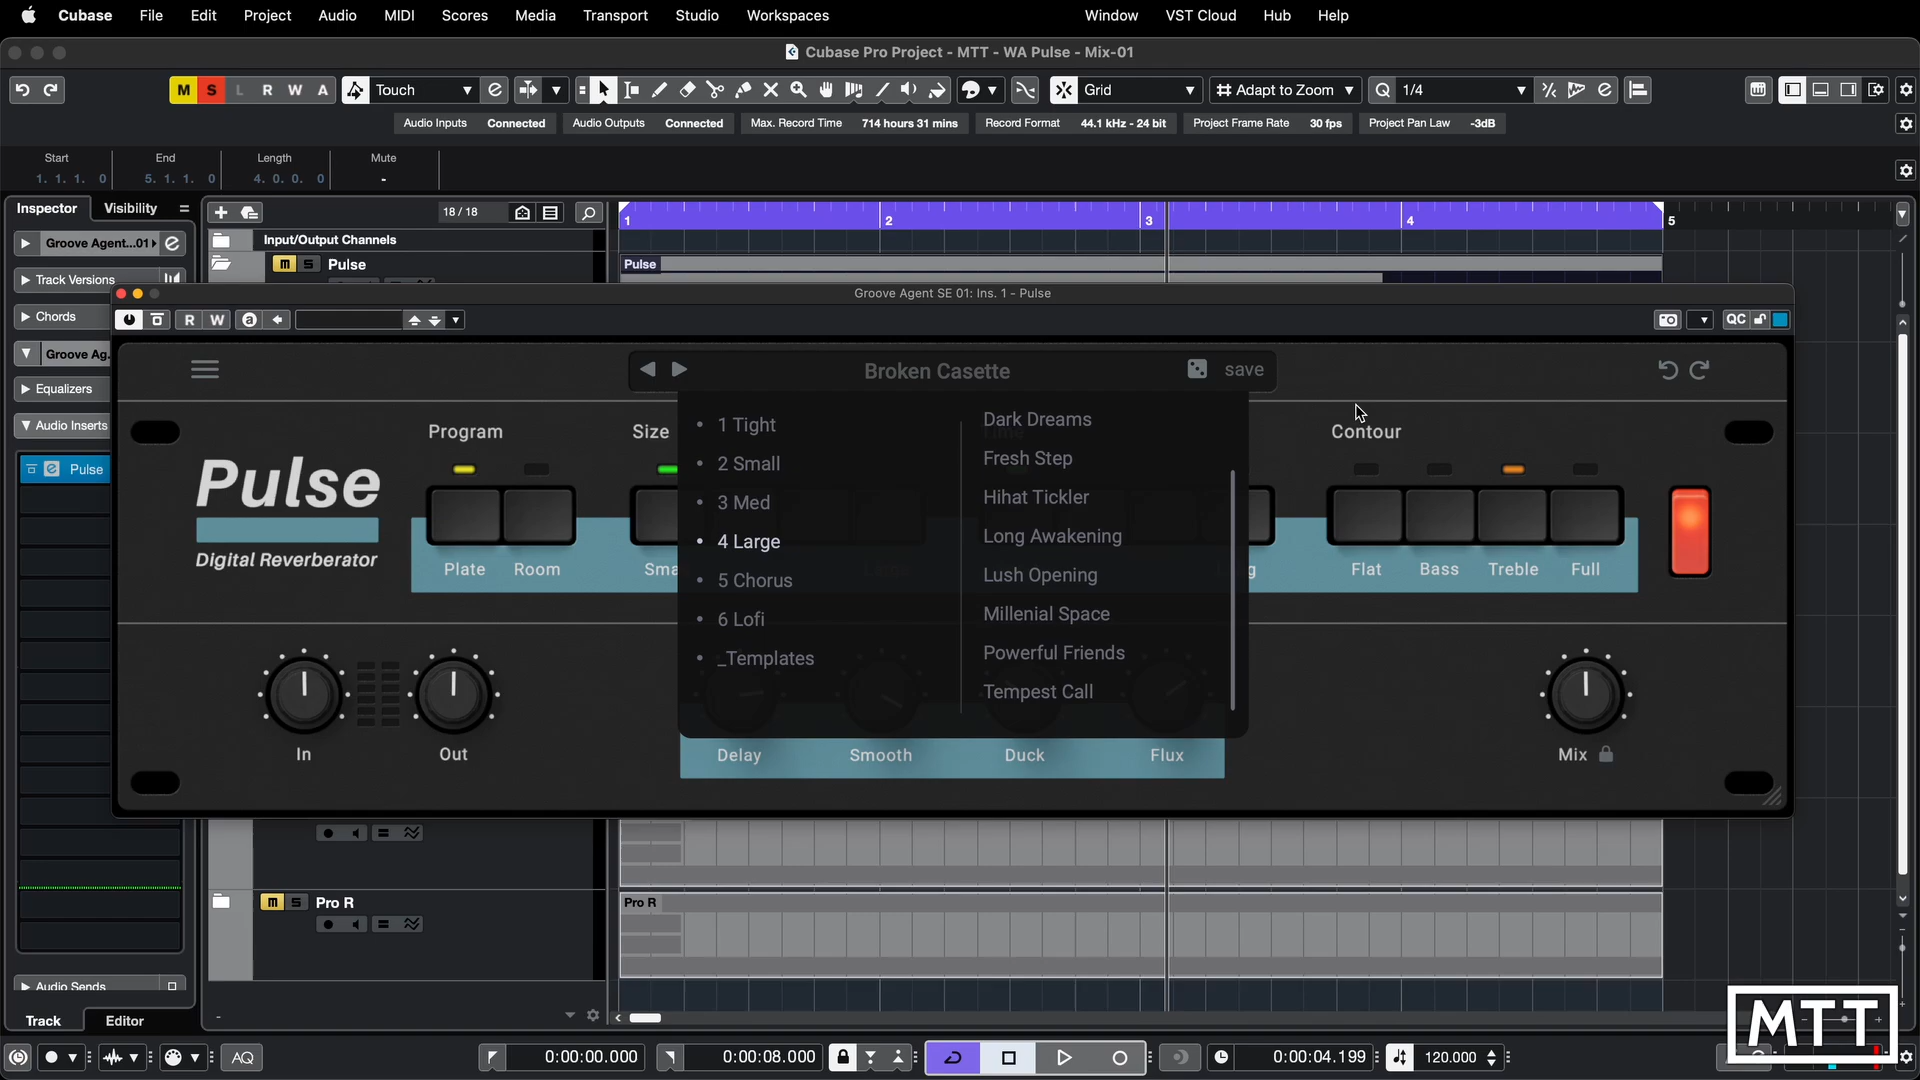 Cubase File Edit Project Audio MIDI Scores Media Transport Studio Workspaces Window VST Cloud Hub Help
Cubase Pro Project - MTT - WA Pulse - Mix-01
M S L R W A Touch Grid Adapt to Zoom Q 1/4
Audio Inputs Connected Audio Outputs Connected Max. Record Time 714 hours 31 mins Record Format 44.1 kHz - 24 bit Project Frame Rate 30 fps Project Pan Law -3dB
Start End Length Mute
1. 1. 1. 0 5. 1. 1. 0 4. 0. 0. 0 -
Inspector Visibility 18 / 18 1 2 3 4 5
Groove Agent...01 Input/Output Channels
m S Pulse Pulse
Track Versions
Groove Agent SE 01: Ins. 1 - Pulse
Chords R W a QC
Groove Ag.
Equalizers
Audio Inserts
Pulse
Broken Casette save
Program Size Contour
Pulse
Digital Reverberator
Plate Room Sma g Flat Bass Treble Full
1 Tight
2 Small
3 Med
4 Large
5 Chorus
6 Lofi
_Templates
Dark Dreams
Fresh Step
Hihat Tickler
Long Awakening
Lush Opening
Millenial Space
Powerful Friends
Tempest Call
In Out Delay Smooth Duck Flux Mix
m S Pro R Pro R
Audio Sends
Track Editor -
AQ 0:00:00.000 0:00:08.000 0:00:04.199 120.000
MTT